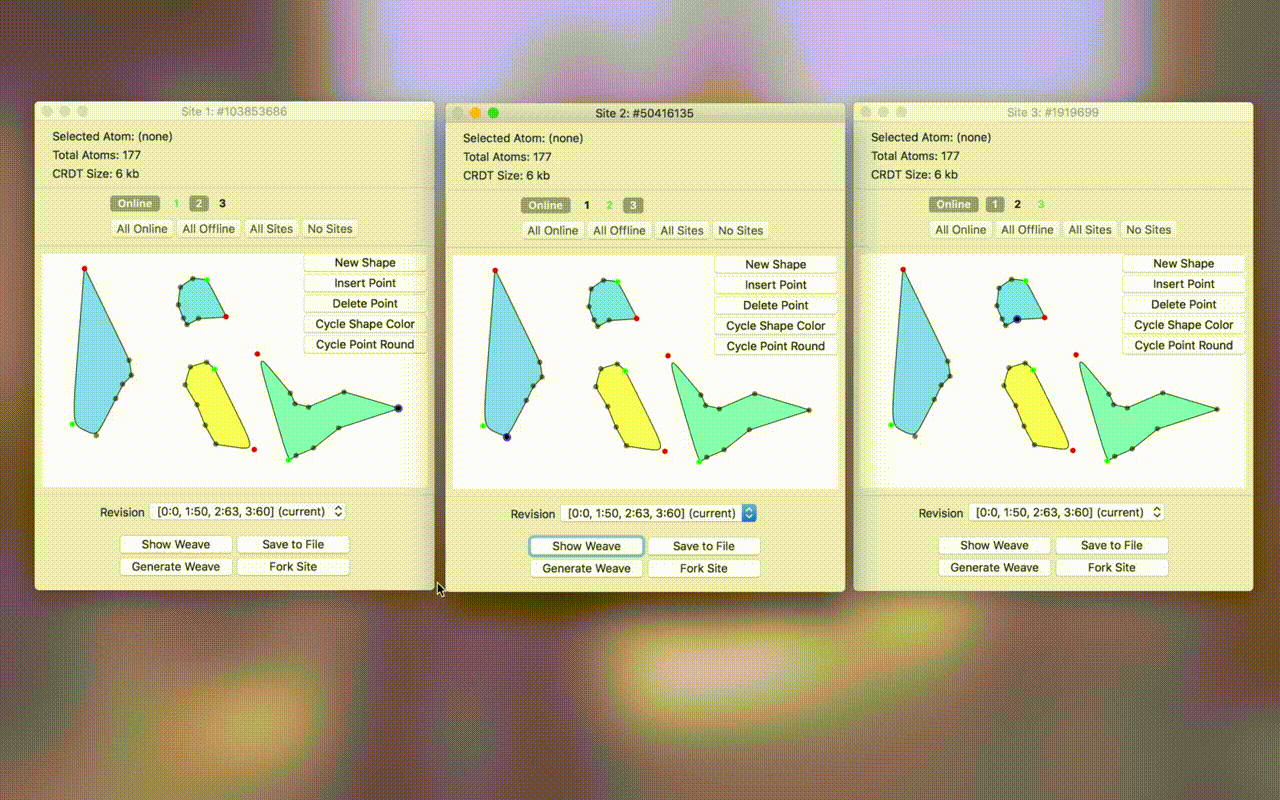 Site 1: #103853686
Selected Atom: (none)
Total Atoms: 177
CRDT Size: 6 kb
Online 1 2 3
All Online All Offline All Sites No Sites
New Shape
Insert Point
Delete Point
Cycle Shape Color
Cycle Point Round
Revision [0:0, 1:50, 2:63, 3:60] (current)
Show Weave Save to File
Generate Weave Fork Site
Site 2: #50416135
Selected Atom: (none)
Total Atoms: 177
CRDT Size: 6 kb
Online 1 2 3
All Online All Offline All Sites No Sites
New Shape
Insert Point
Delete Point
Cycle Shape Color
Cycle Point Round
Revision [0:0, 1:50, 2:63, 3:60] (current)
Show Weave Save to File
Generate Weave Fork Site
Site 3: #1919699
Selected Atom: (none)
Total Atoms: 177
CRDT Size: 6 kb
Online 1 2 3
All Online All Offline All Sites No Sites
New Shape
Insert Point
Delete Point
Cycle Shape Color
Cycle Point Round
Revision [0:0, 1:50, 2:63, 3:60] (current)
Show Weave Save to File
Generate Weave Fork Site